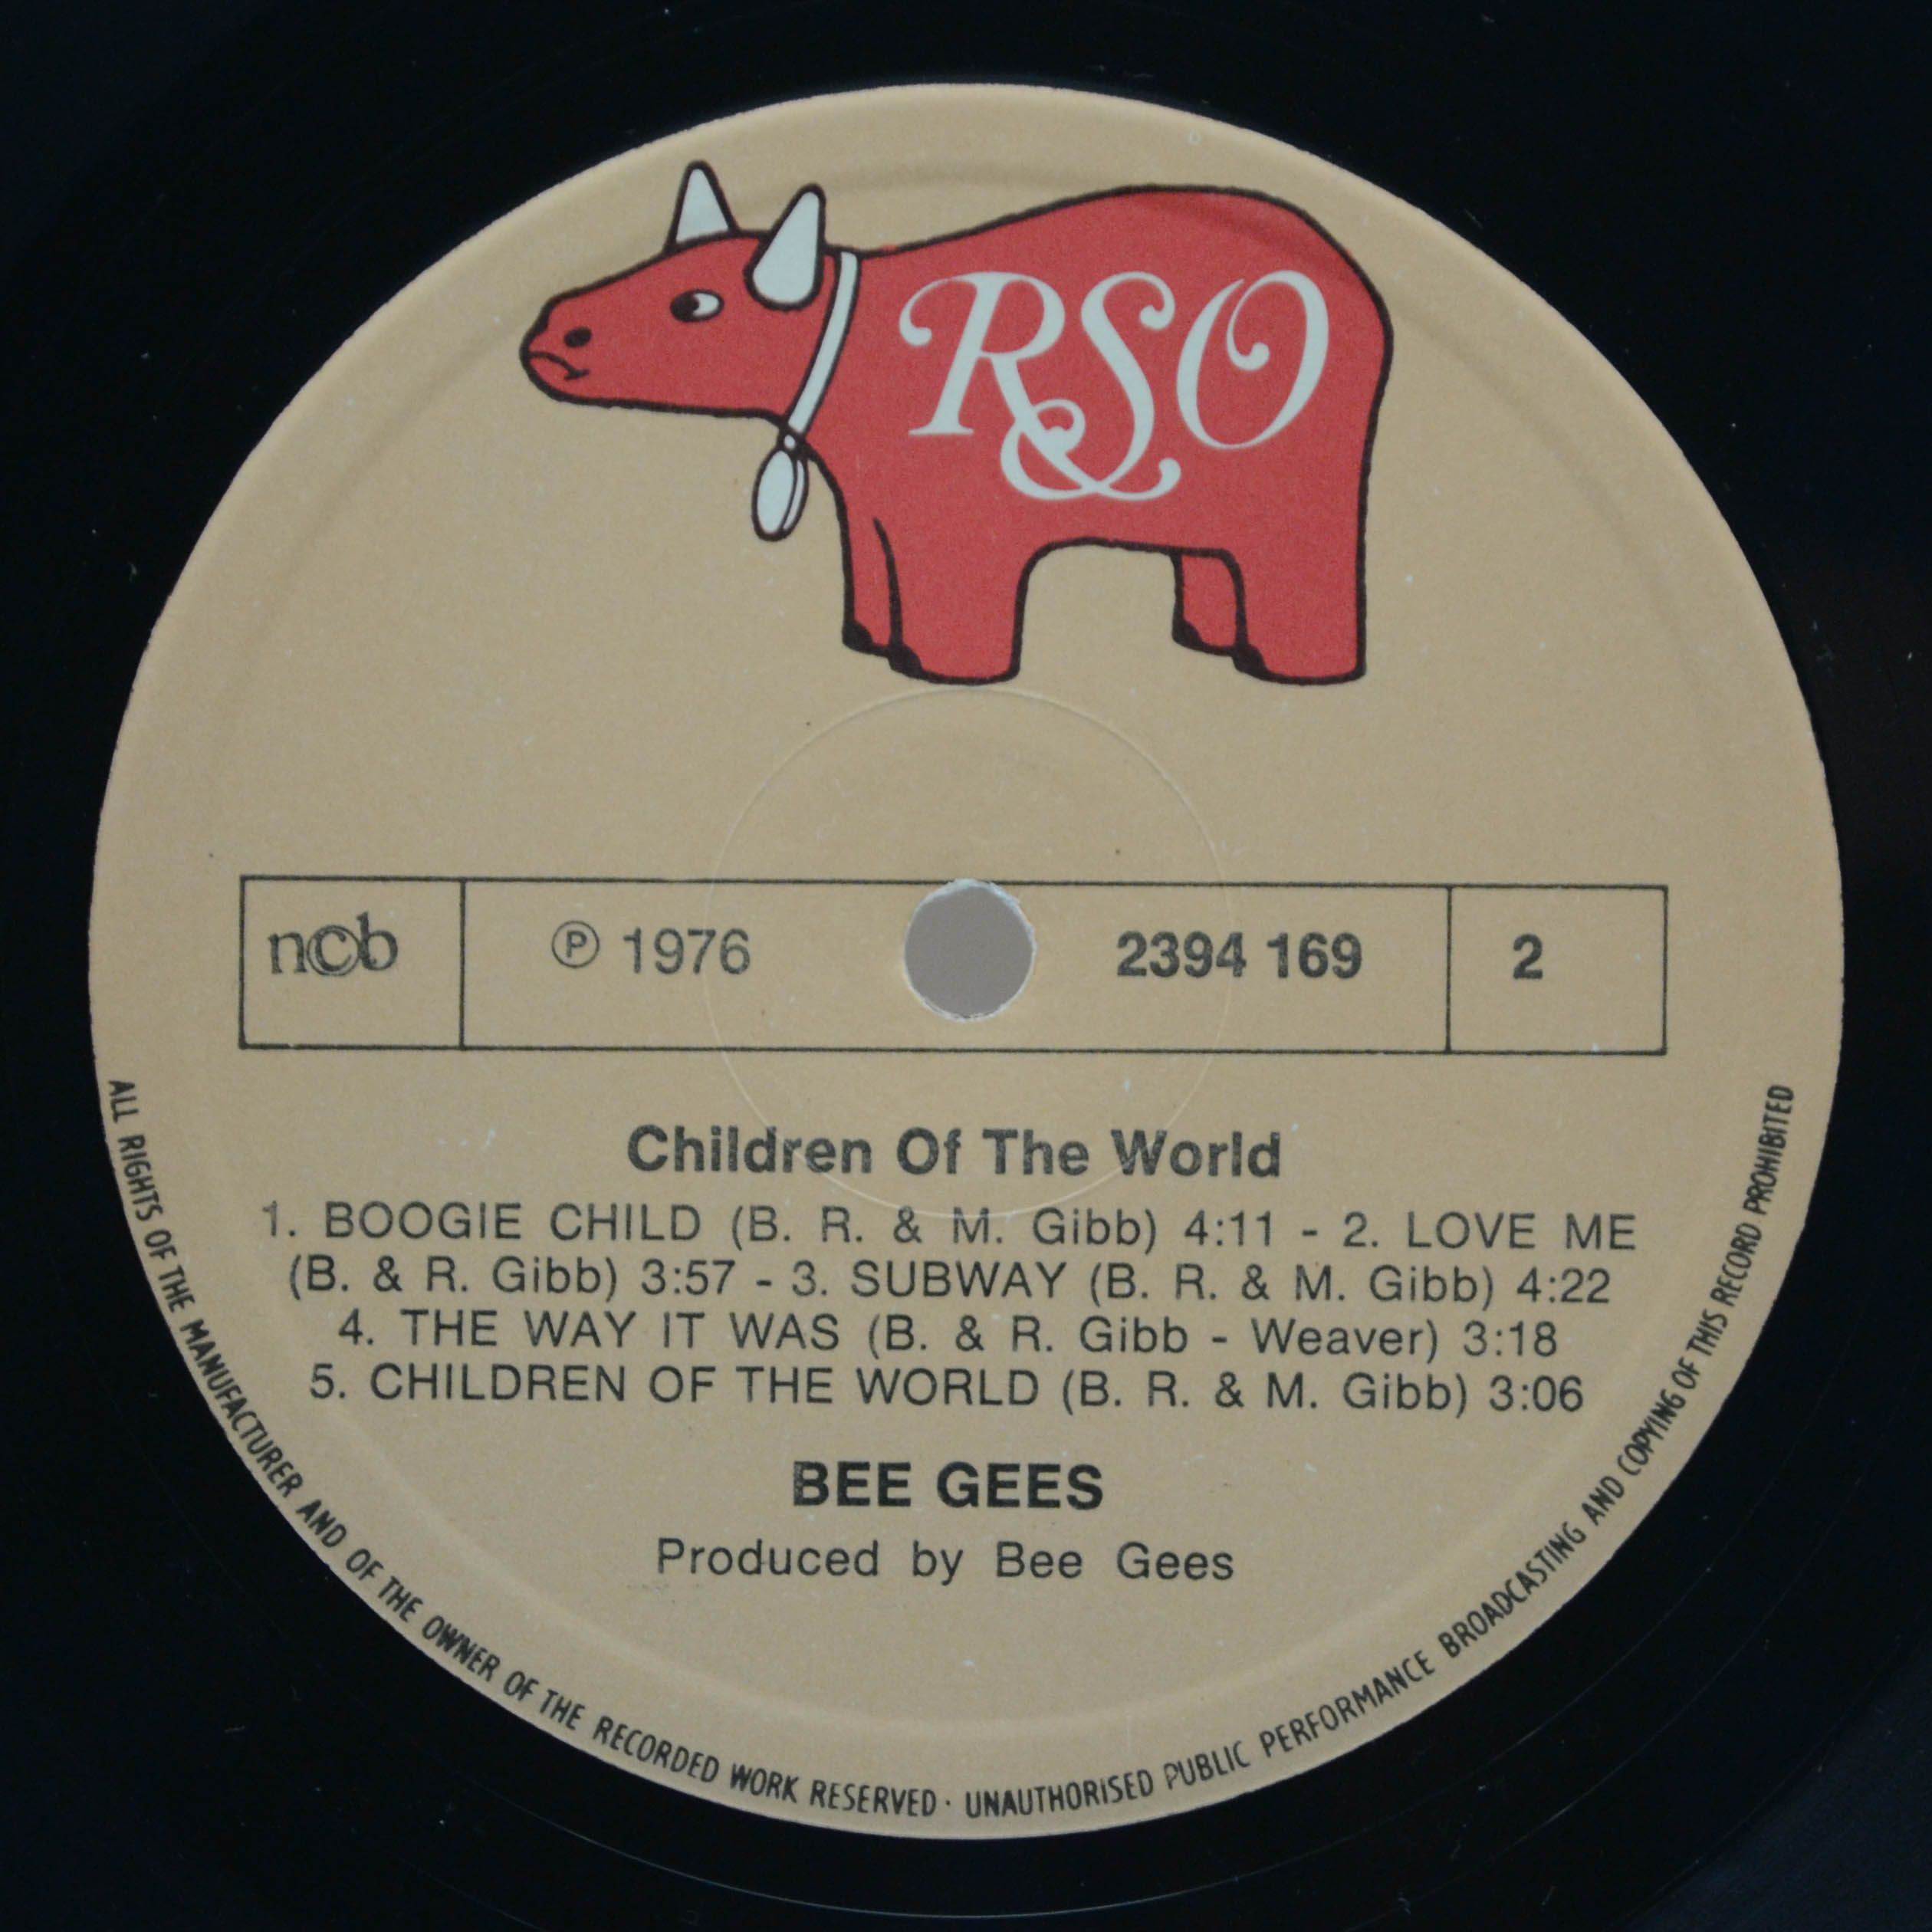 RSO
ncb ℗ 1976 2394 169 2
Children Of The World
1. BOOGIE CHILD (B. R. & M. Gibb) 4:11 - 2. LOVE ME
(B. & R. Gibb) 3:57 - 3. SUBWAY (B. R. & M. Gibb) 4:22
4. THE WAY IT WAS (B. & R. Gibb - Weaver) 3:18
5. CHILDREN OF THE WORLD (B. R. & M. Gibb) 3:06
BEE GEES
Produced by Bee Gees
ALL RIGHTS OF THE MANUFACTURER AND OF THE OWNER OF THE RECORDED WORK RESERVED · UNAUTHORISED PUBLIC PERFORMANCE BROADCASTING AND COPYING OF THIS RECORD PROHIBITED